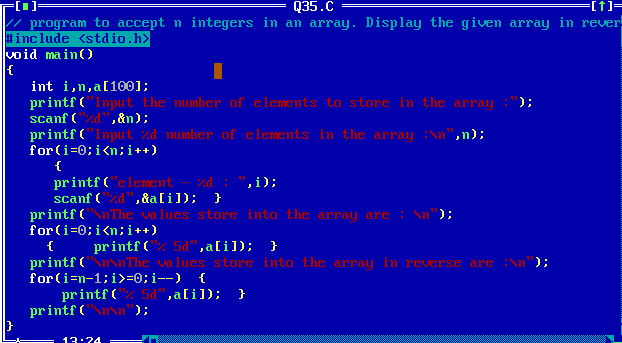 [■] Q35.C [↑]
// program to accept n integers in an array. Display the given array in rever
#include <stdio.h>
void main()
{
int i,n,a[100];
printf("Input the number of elements to store in the array :");
scanf("%d",&n);
printf("Input %d number of elements in the array :\n",n);
for(i=0;i<n;i++)
{
printf("element - %d : ",i);
scanf("%d",&a[i]); }
printf("\nThe values store into the array are : \n");
for(i=0;i<n;i++)
{ printf("% 5d",a[i]); }
printf("\n\nThe values store into the array in reverse are :\n");
for(i=n-1;i>=0;i--) {
printf("% 5d",a[i]); }
printf("\n\n");
}
13:24